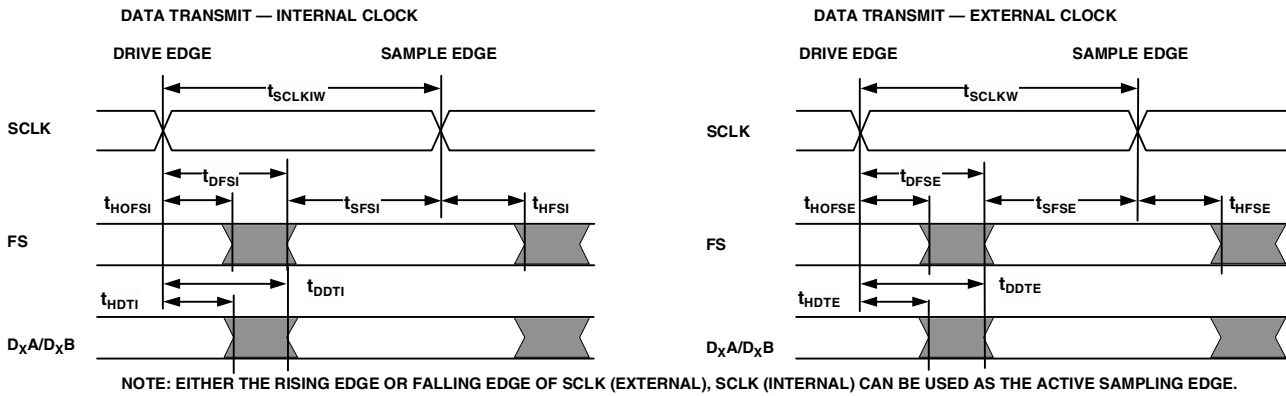 DATA TRANSMIT — INTERNAL CLOCK
DRIVE EDGE
SAMPLE EDGE
tSCLKIW
SCLK
tDFSI
tHOFSI
tSFSI
tHFSI
FS
tDDTI
tHDTI
DXA/DXB
DATA TRANSMIT — EXTERNAL CLOCK
DRIVE EDGE
SAMPLE EDGE
tSCLKW
SCLK
tDFSE
tHOFSE
tSFSE
tHFSE
FS
tDDTE
tHDTE
DXA/DXB
NOTE: EITHER THE RISING EDGE OR FALLING EDGE OF SCLK (EXTERNAL), SCLK (INTERNAL) CAN BE USED AS THE ACTIVE SAMPLING EDGE.